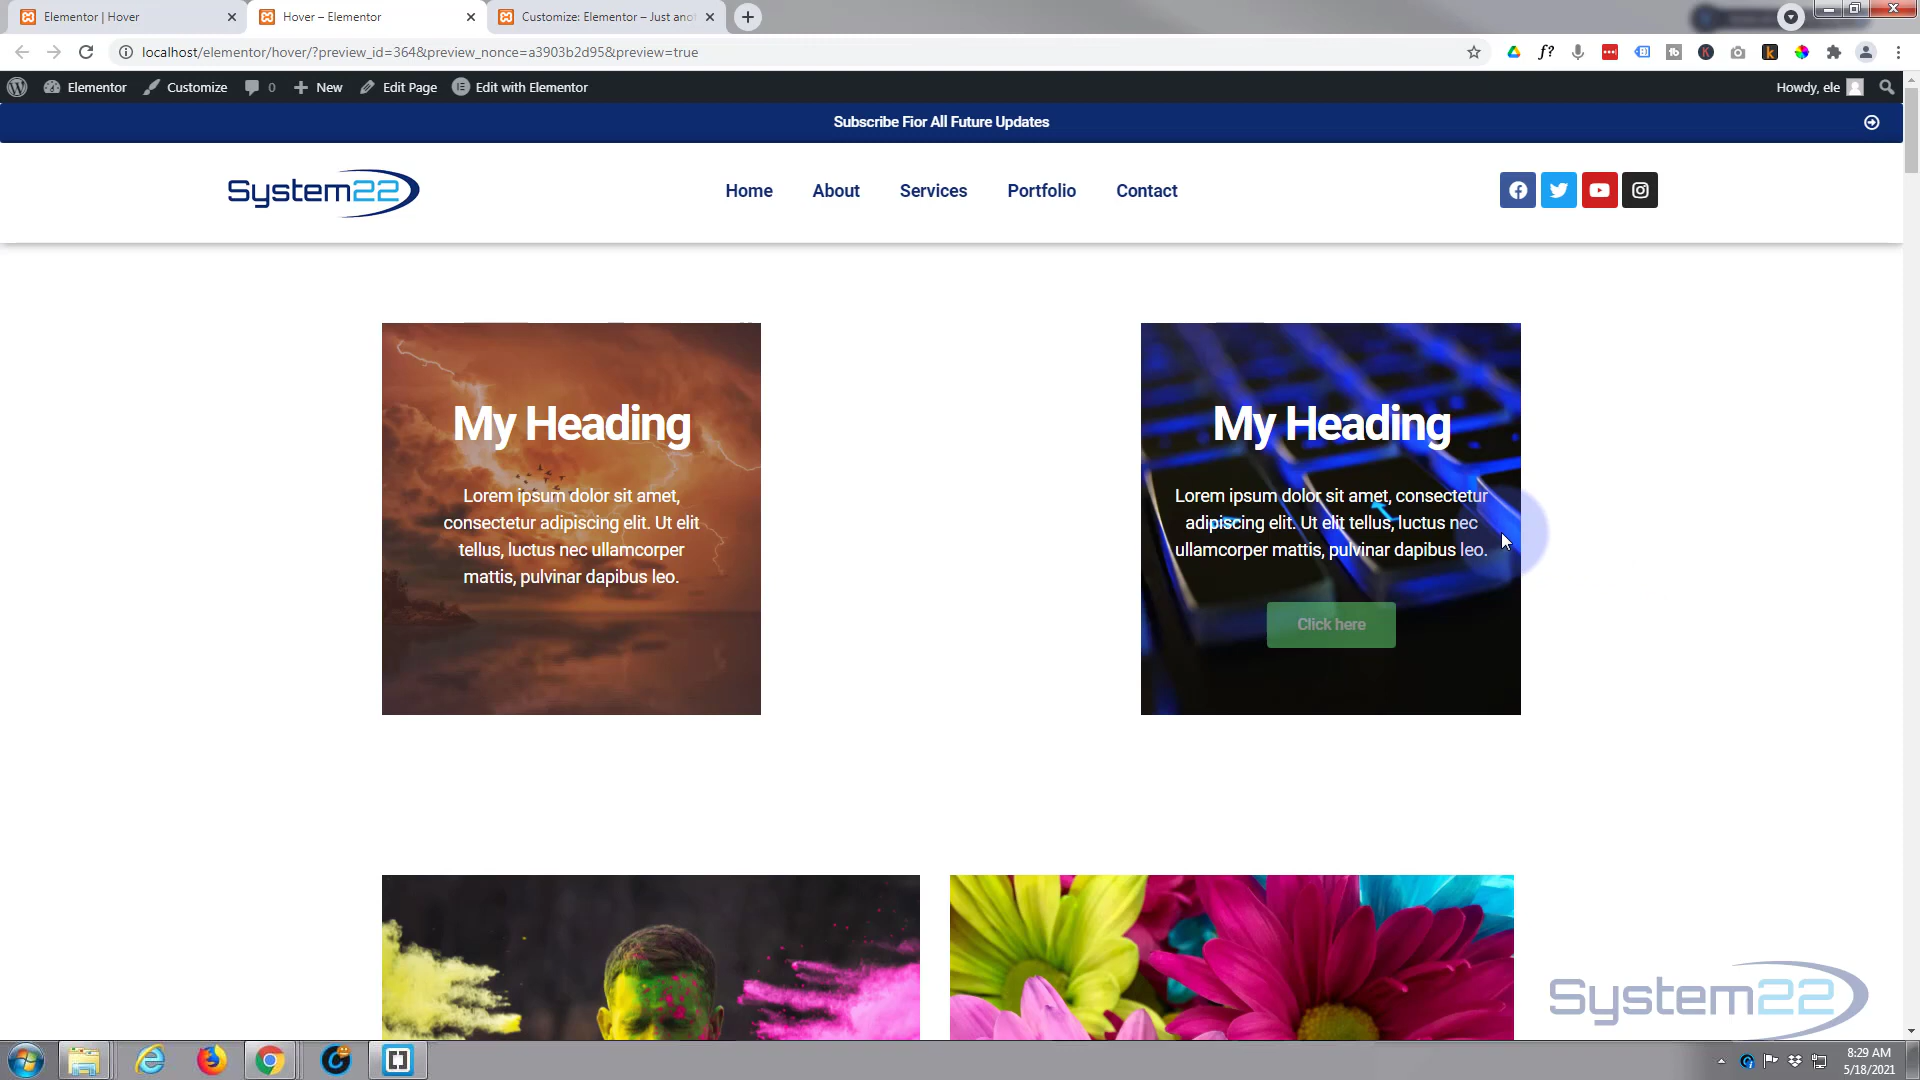 Elementor | Hover
Hover – Elementor
Customize: Elementor – Just ano
localhost/elementor/hover/?preview_id=364&preview_nonce=a3903b2d95&preview=true
Elementor
Customize
0
New
Edit Page
Edit with Elementor
Howdy, ele
Subscribe Fior All Future Updates
System22
Home
About
Services
Portfolio
Contact
My Heading
Lorem ipsum dolor sit amet,
consectetur adipiscing elit. Ut elit
tellus, luctus nec ullamcorper
mattis, pulvinar dapibus leo.
My Heading
Lorem ipsum dolor sit amet, consectetur
adipiscing elit. Ut elit tellus, luctus nec
ullamcorper mattis, pulvinar dapibus leo.
Click here
System22
8:29 AM
5/18/2021